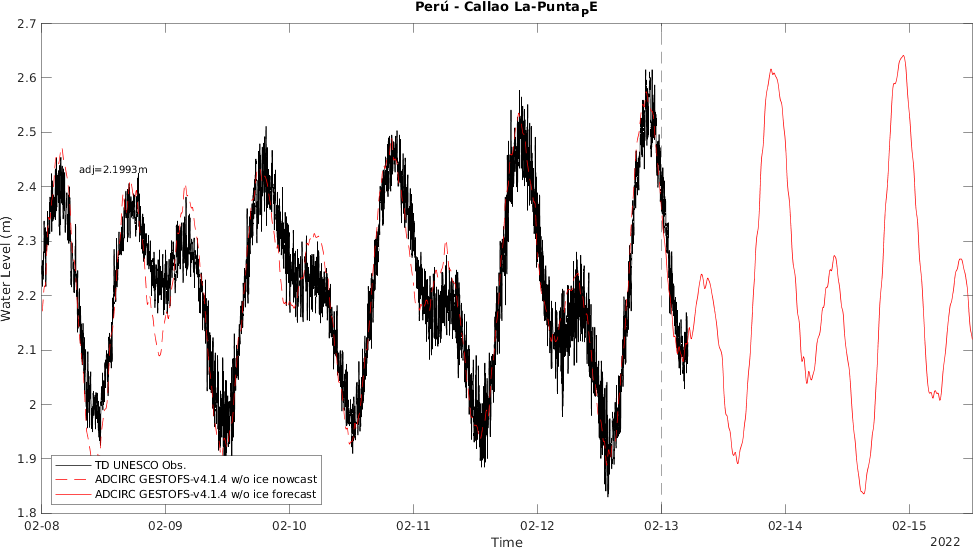 Perú - Callao La-Punta_PE
2.7
2.6
2.5
2.4
2.3
2.2
2.1
2
1.9
1.8
Water Level (m)
adj=2.1993m
TD UNESCO Obs.
ADCIRC GESTOFS-v4.1.4 w/o ice nowcast
ADCIRC GESTOFS-v4.1.4 w/o ice forecast
02-08 02-09 02-10 02-11 02-12 02-13 02-14 02-15
Time
2022